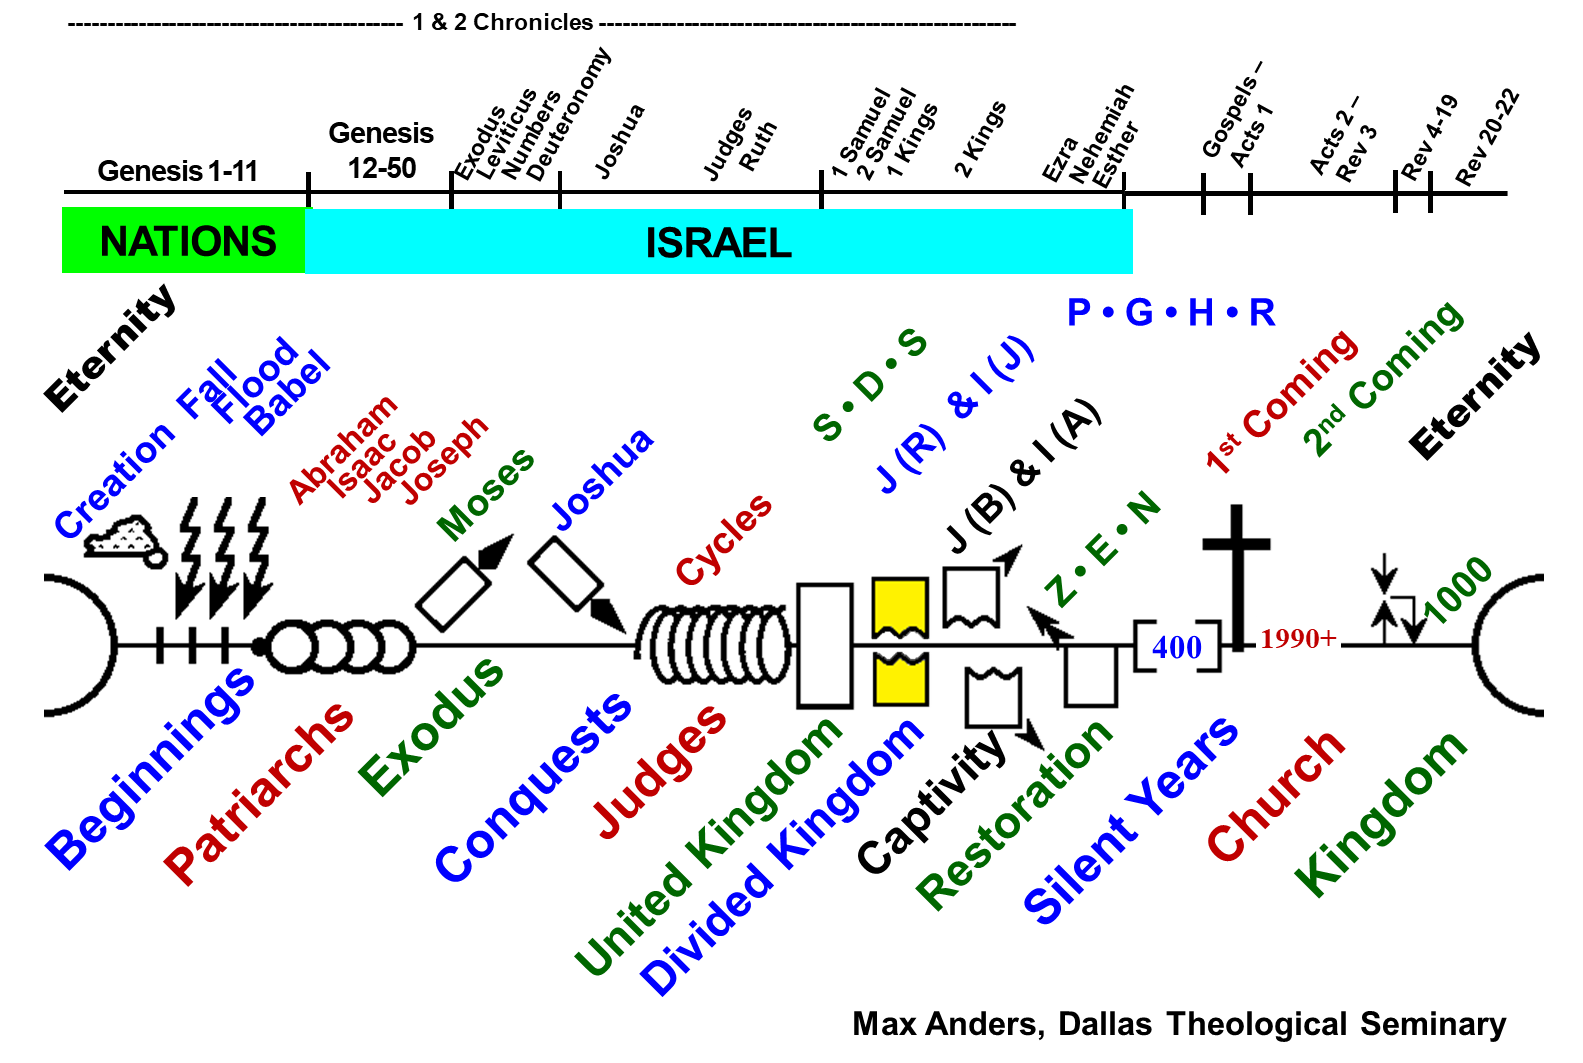 1 & 2 Chronicles
Genesis 1-11
Genesis
12-50
Exodus
Leviticus
Numbers
Deuteronomy
Joshua
Judges
Ruth
1 Samuel
2 Samuel
1 Kings
2 Kings
Ezra
Nehemiah
Esther
Gospels –
Acts 1
Acts 2 –
Rev 3
Rev 4-19
Rev 20-22
NATIONS
ISRAEL
Eternity
Creation
Fall
Flood
Babel
Abraham
Isaac
Jacob
Joseph
Moses
Joshua
Cycles
S • D • S
J (R) & I (J)
J (B) & I (A)
P • G • H • R
Z • E • N
1st Coming
2nd Coming
Eternity
400
1990+
1000
Beginnings
Patriarchs
Exodus
Conquests
Judges
United Kingdom
Divided Kingdom
Captivity
Restoration
Silent Years
Church
Kingdom
Max Anders, Dallas Theological Seminary